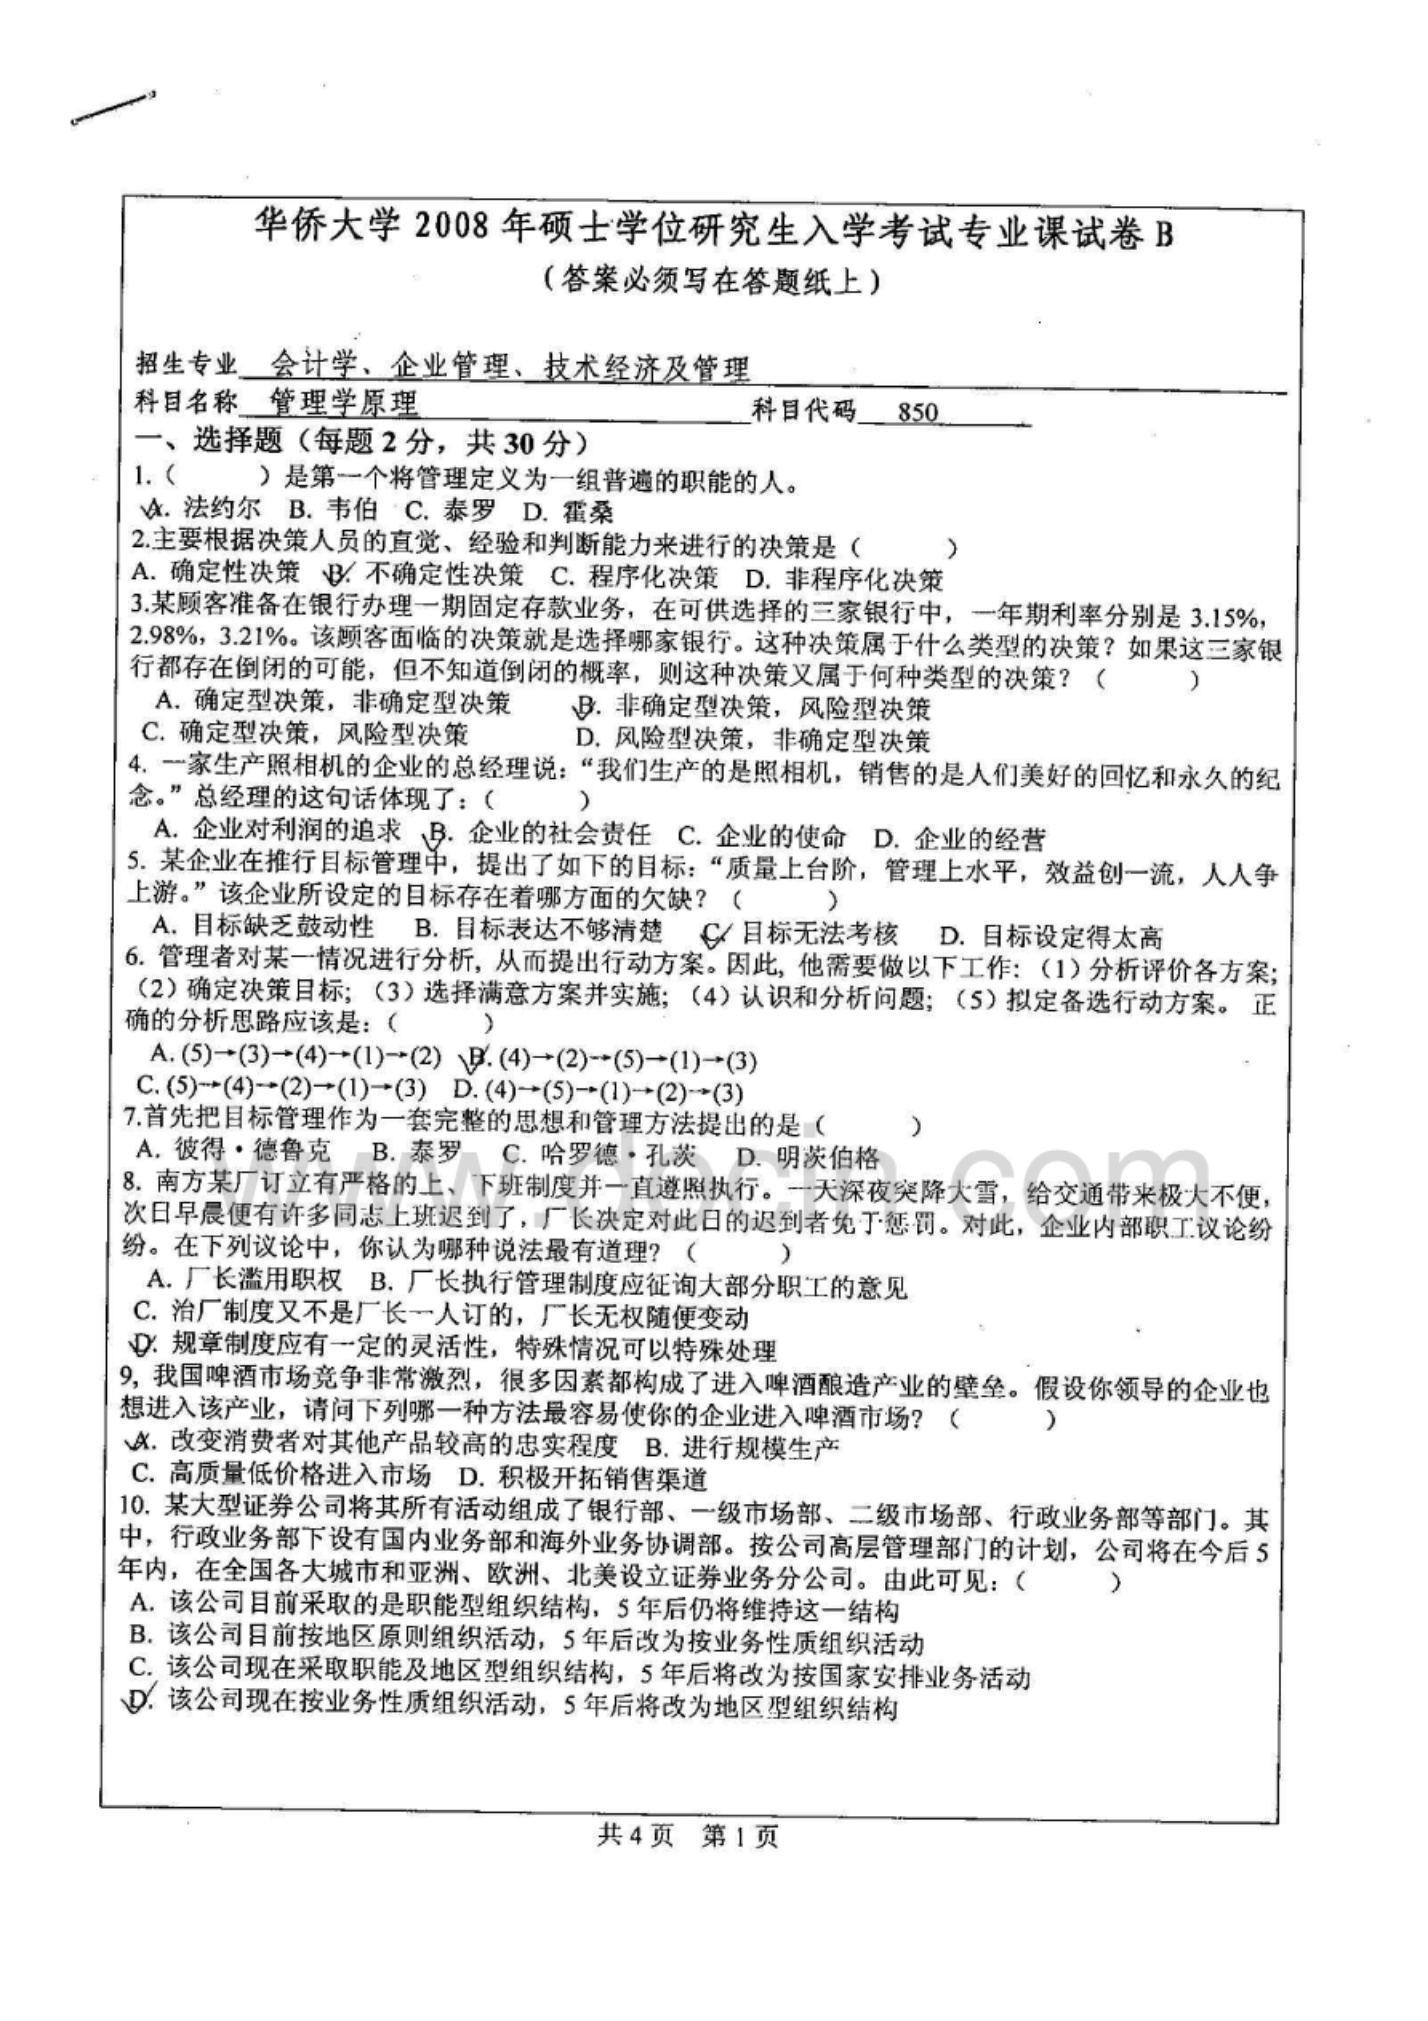 华侨大学 2008 年硕士学位研究生入学考试专业课试卷 B
（答案必须写在答题纸上）
招生专业 会计学、企业管理、技术经济及管理
科目名称 管理学原理 科目代码 850
一、选择题（每题 2 分，共 30 分）
1.（ ）是第一个将管理定义为一组普遍的职能的人。
A. 法约尔 B. 韦伯 C. 泰罗 D. 霍桑
2.主要根据决策人员的直觉、经验和判断能力来进行的决策是（ ）
A. 确定性决策 B. 不确定性决策 C. 程序化决策 D. 非程序化决策
3.某顾客准备在银行办理一期固定存款业务，在可供选择的三家银行中，一年期利率分别是 3.15%，
2.98%，3.21%。该顾客面临的决策就是选择哪家银行。这种决策属于什么类型的决策？如果这三家银
行都存在倒闭的可能，但不知道倒闭的概率，则这种决策又属于何种类型的决策？（ ）
A. 确定型决策，非确定型决策 B. 非确定型决策，风险型决策
C. 确定型决策，风险型决策 D. 风险型决策，非确定型决策
4. 一家生产照相机的企业的总经理说：“我们生产的是照相机，销售的是人们美好的回忆和永久的纪
念。”总经理的这句话体现了：（ ）
A. 企业对利润的追求 B. 企业的社会责任 C. 企业的使命 D. 企业的经营
5. 某企业在推行目标管理中，提出了如下的目标：“质量上台阶，管理上水平，效益创一流，人人争
上游。”该企业所设定的目标存在着哪方面的欠缺？（ ）
A. 目标缺乏鼓动性 B. 目标表达不够清楚 C. 目标无法考核 D. 目标设定得太高
6. 管理者对某一情况进行分析，从而提出行动方案。因此，他需要做以下工作：（1）分析评价各方案；
（2）确定决策目标；（3）选择满意方案并实施；（4）认识和分析问题；（5）拟定备选行动方案。 正
确的分析思路应该是：（ ）
A. (5)→(3)→(4)→(1)→(2) B. (4)→(2)→(5)→(1)→(3)
C. (5)→(4)→(2)→(1)→(3) D. (4)→(5)→(1)→(2)→(3)
7.首先把目标管理作为一套完整的思想和管理方法提出的是（ ）
A. 彼得·德鲁克 B. 泰罗 C. 哈罗德·孔茨 D. 明茨伯格
www.docin.com
8. 南方某厂订立有严格的上、下班制度并一直遵照执行。一天深夜突降大雪，给交通带来极大不便，
次日早晨便有许多同志上班迟到了，厂长决定对此日的迟到者免于惩罚。对此，企业内部职工议论纷
纷。在下列议论中，你认为哪种说法最有道理？（ ）
A. 厂长滥用职权 B. 厂长执行管理制度应征询大部分职工的意见
C. 治厂制度又不是厂长一人订的，厂长无权随便变动
D. 规章制度应有一定的灵活性，特殊情况可以特殊处理
9, 我国啤酒市场竞争非常激烈，很多因素都构成了进入啤酒酿造产业的壁垒。假设你领导的企业也
想进入该产业，请问下列哪一种方法最容易使你的企业进入啤酒市场？（ ）
A. 改变消费者对其他产品较高的忠实程度 B. 进行规模生产
C. 高质量低价格进入市场 D. 积极开拓销售渠道
10. 某大型证券公司将其所有活动组成了银行部、一级市场部、二级市场部、行政业务部等部门。其
中，行政业务部下设有国内业务部和海外业务协调部。按公司高层管理部门的计划，公司将在今后 5
年内，在全国各大城市和亚洲、欧洲、北美设立证券业务分公司。由此可见：（ ）
A. 该公司目前采取的是职能型组织结构，5 年后仍将维持这一结构
B. 该公司目前按地区原则组织活动，5 年后改为按业务性质组织活动
C. 该公司现在采取职能及地区型组织结构，5 年后将改为按国家安排业务活动
D. 该公司现在按业务性质组织活动，5 年后将改为地区型组织结构
共 4 页 第 1 页